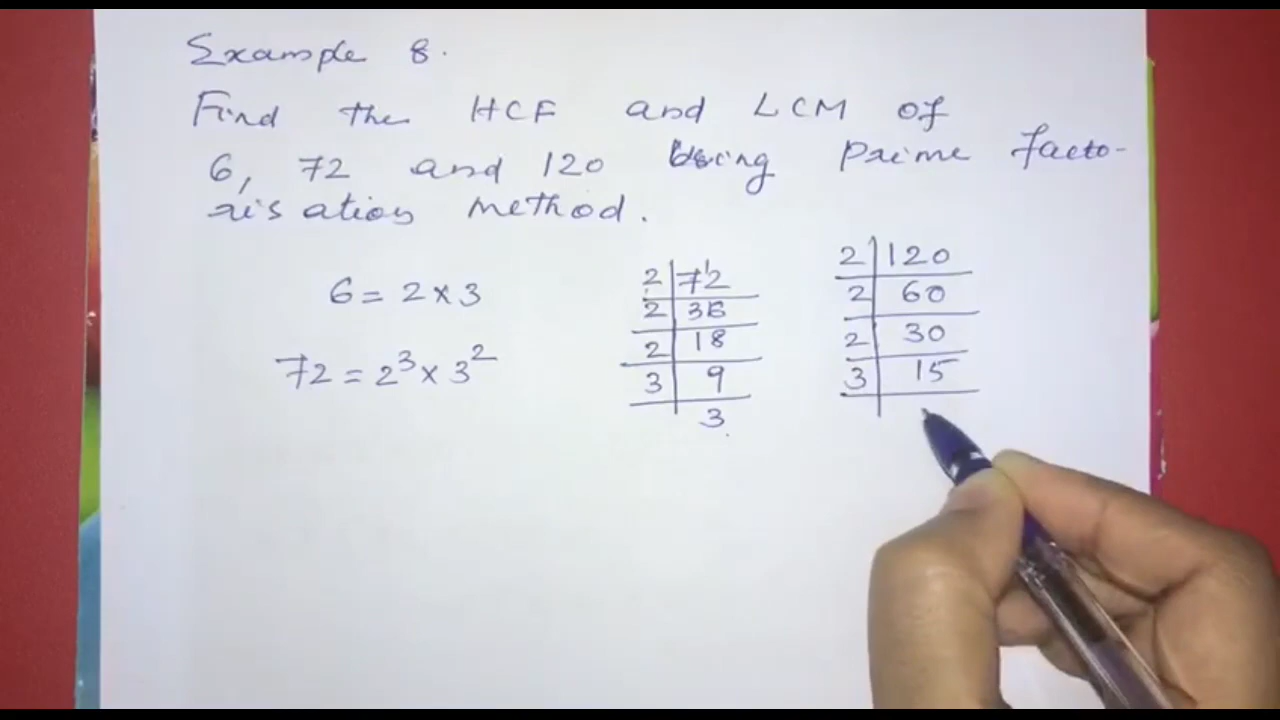 Example 8.
Find the HCF and LCM of
6, 72 and 120 Using Prime facto-
risation method.
6 = 2 × 3
72 = 2³ × 3²
2 | 72
2 | 36
2 | 18
3 | 9
3
2 | 120
2 | 60
2 | 30
3 | 15